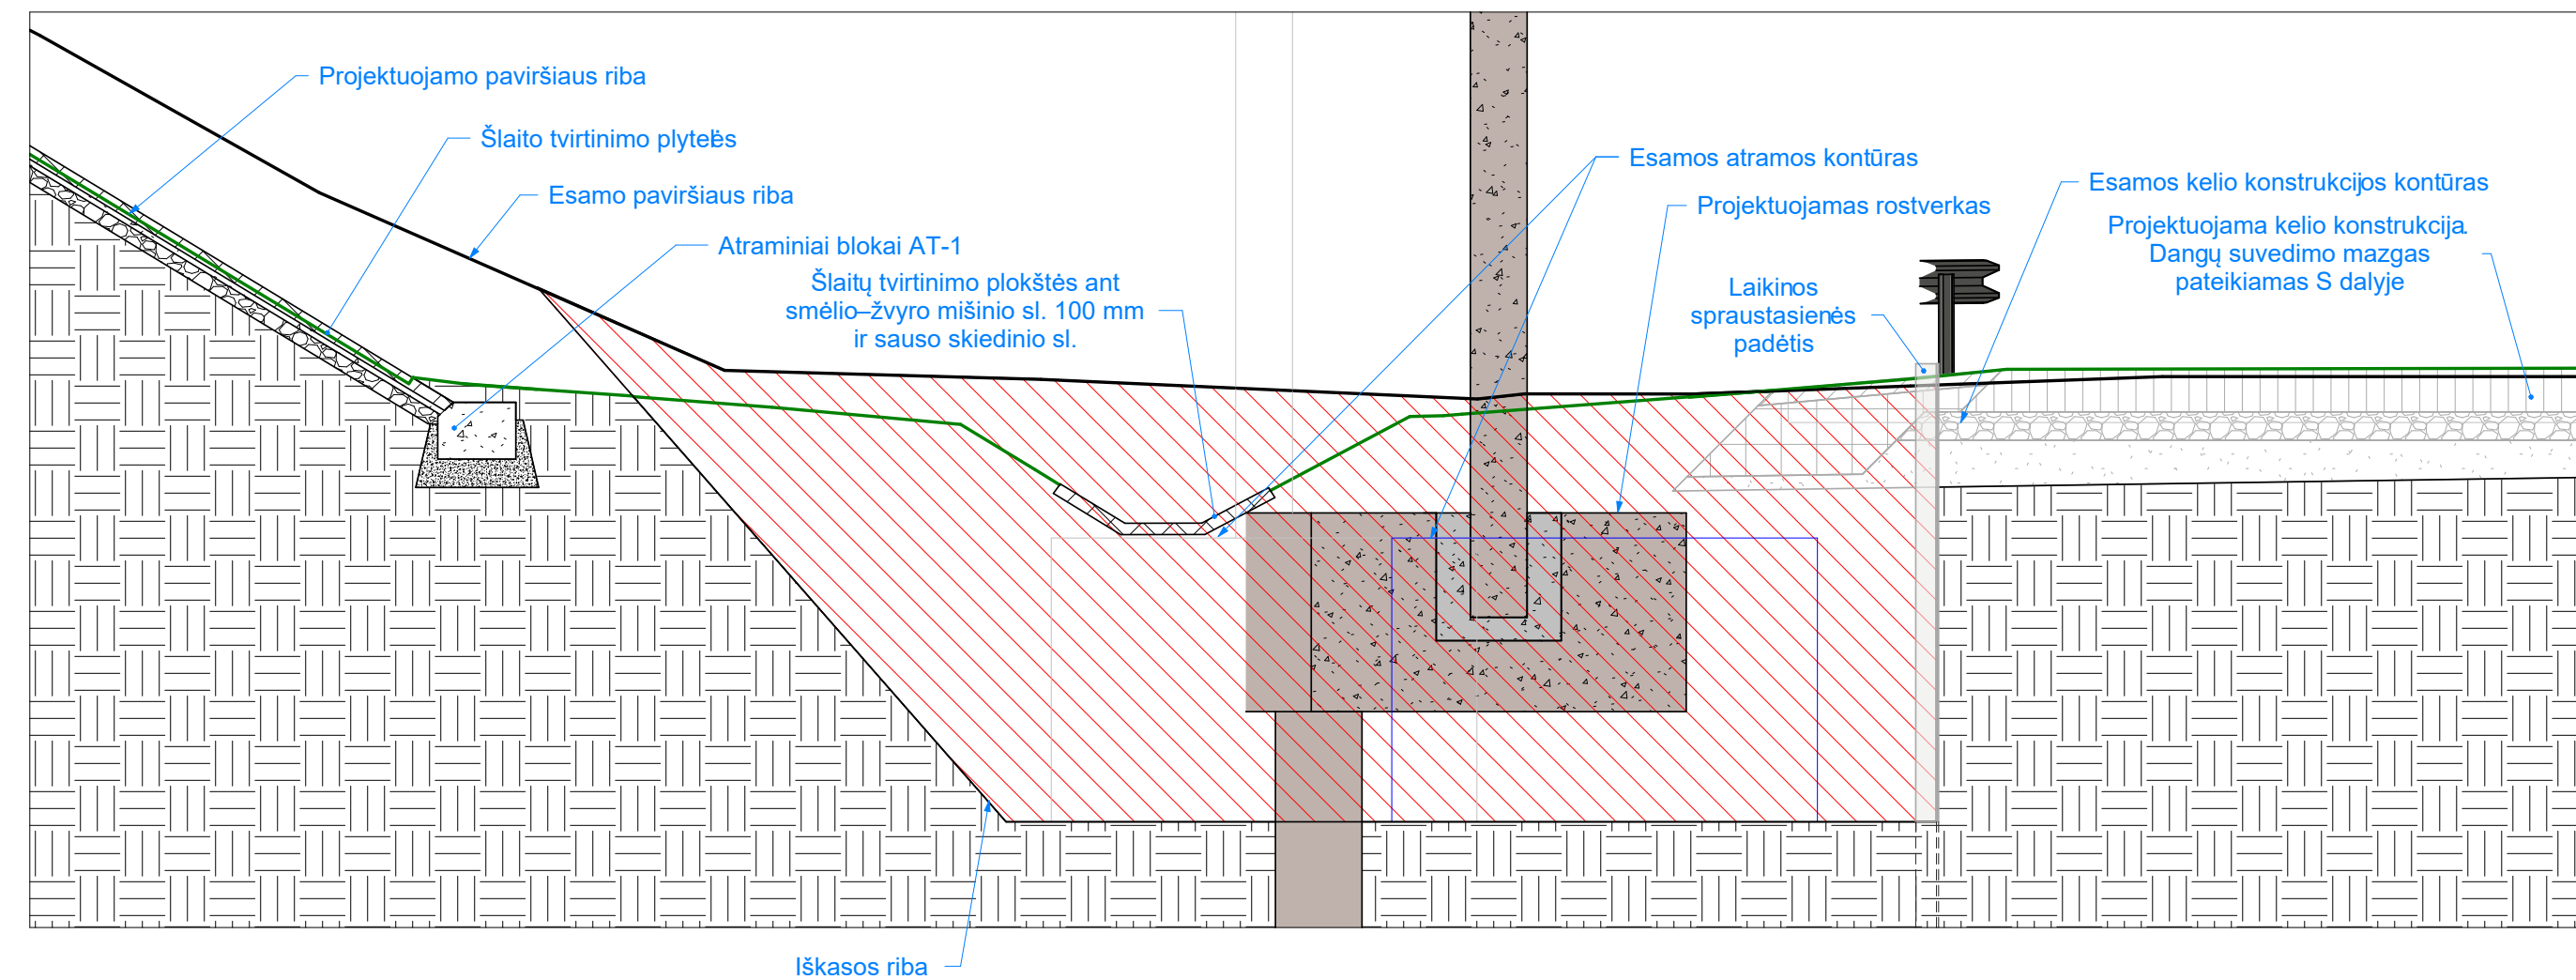 Projektuojamo paviršiaus riba
Šlaito tvirtinimo plytelės
Esamo paviršiaus riba
Atraminiai blokai AT-1
Šlaitų tvirtinimo plokštės ant
smėlio–žvyro mišinio sl. 100 mm
ir sauso skiedinio sl.
Esamos atramos kontūras
Projektuojamas rostverkas
Laikinos
spraustasienės
padėtis
Esamos kelio konstrukcijos kontūras
Projektuojama kelio konstrukcija.
Dangų suvedimo mazgas
pateikiamas S dalyje
Iškasos riba